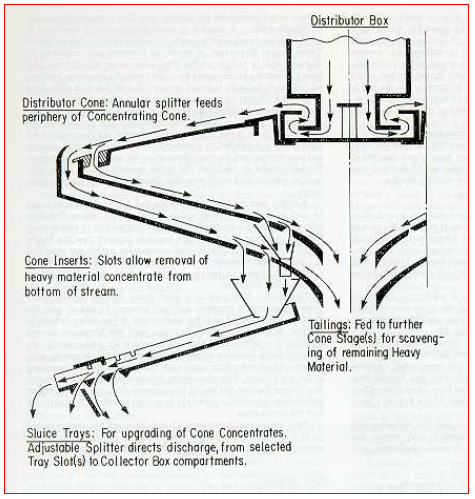 Distributor Box
Distributor Cone: Annular splitter feeds
periphery of Concentrating Cone.
Cone Inserts: Slots allow removal of
heavy material concentrate from
bottom of stream.
Tailings: Fed to further
Cone Stage(s) for scaveng-
ing of remaining Heavy
Material.
Sluice Trays: For upgrading of Cone Concentrates.
Adjustable Splitter directs discharge, from selected
Tray Slot(s) to Collector Box compartments.